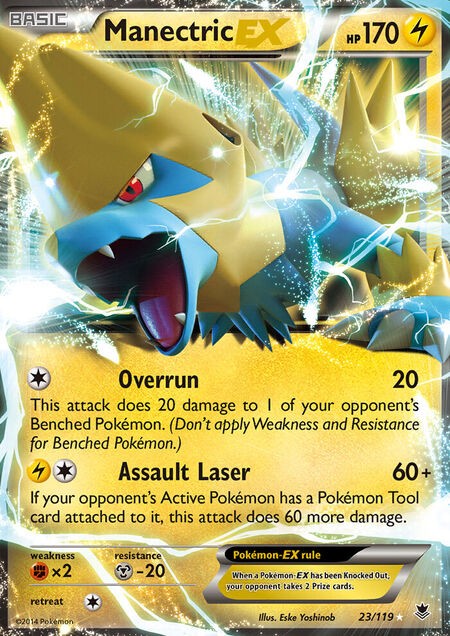 BASIC
Manectric EX HP 170
Overrun 20
This attack does 20 damage to 1 of your opponent's
Benched Pokémon. (Don't apply Weakness and Resistance
for Benched Pokémon.)
Assault Laser 60+
If your opponent's Active Pokémon has a Pokémon Tool
card attached to it, this attack does 60 more damage.
weakness resistance
×2 -20
retreat
Pokémon-EX rule
When a Pokémon-EX has been Knocked Out,
your opponent takes 2 Prize cards.
©2014 Pokémon Illus. Eske Yoshinob 23/119